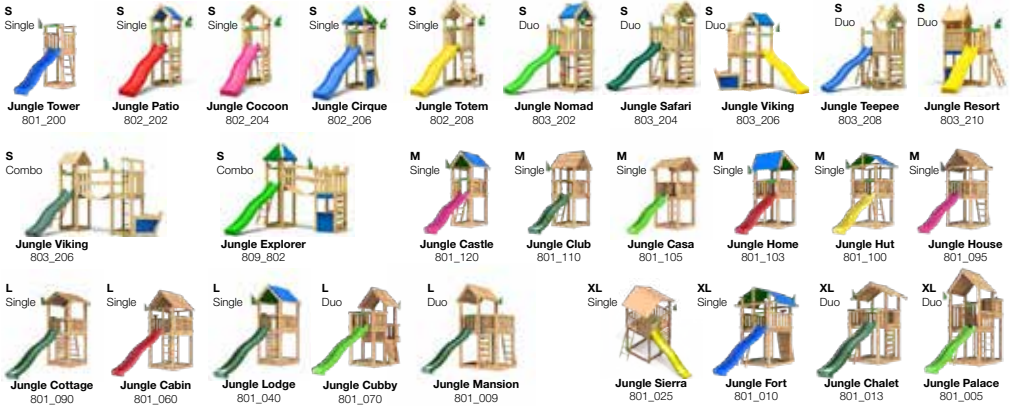 S
Single
Jungle Tower
801_200
S
Single
Jungle Patio
802_202
S
Single
Jungle Cocoon
802_204
S
Single
Jungle Cirque
802_206
S
Single
Jungle Totem
802_208
S
Duo
Jungle Nomad
803_202
S
Duo
Jungle Safari
803_204
S
Duo
Jungle Viking
803_206
S
Duo
Jungle Teepee
803_208
S
Duo
Jungle Resort
803_210
S
Combo
Jungle Viking
803_206
S
Combo
Jungle Explorer
809_802
M
Single
Jungle Castle
801_120
M
Single
Jungle Club
801_110
M
Single
Jungle Casa
801_105
M
Single
Jungle Home
801_103
M
Single
Jungle Hut
801_100
M
Single
Jungle House
801_095
L
Single
Jungle Cottage
801_090
L
Single
Jungle Cabin
801_060
L
Single
Jungle Lodge
801_040
L
Duo
Jungle Cubby
801_070
L
Duo
Jungle Mansion
801_009
XL
Single
Jungle Sierra
801_025
XL
Single
Jungle Fort
801_010
XL
Duo
Jungle Chalet
801_013
XL
Duo
Jungle Palace
801_005